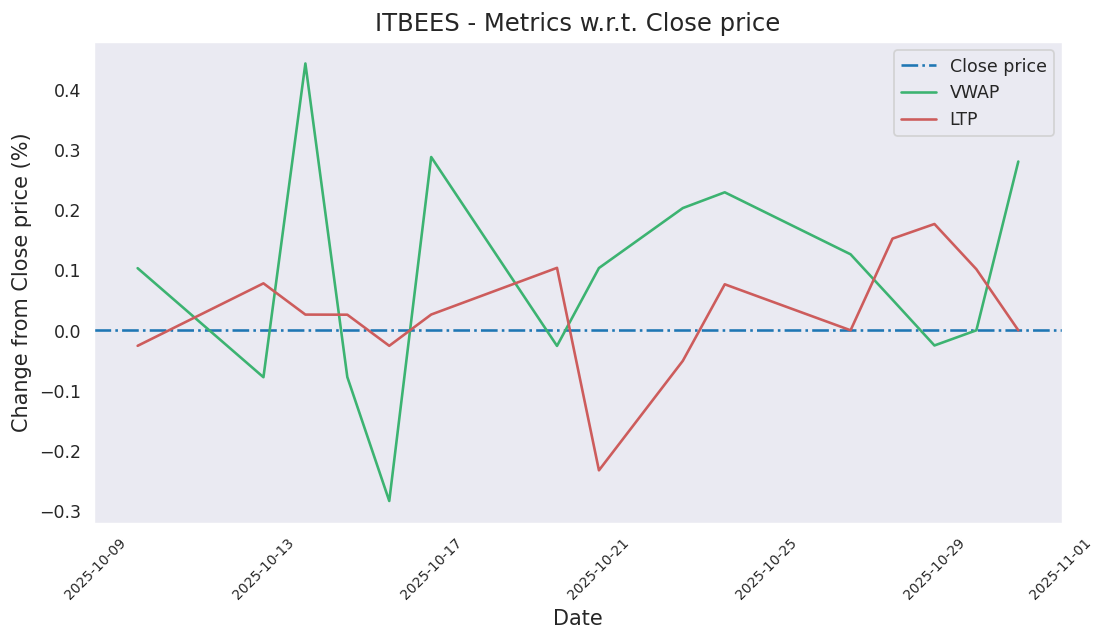 ITBEES - Metrics w.r.t. Close price
Close price
VWAP
LTP
Change from Close price (%)
0.4
0.3
0.2
0.1
0.0
−0.1
−0.2
−0.3
2025-10-09
2025-10-13
2025-10-17
2025-10-21
2025-10-25
2025-10-29
2025-11-01
Date